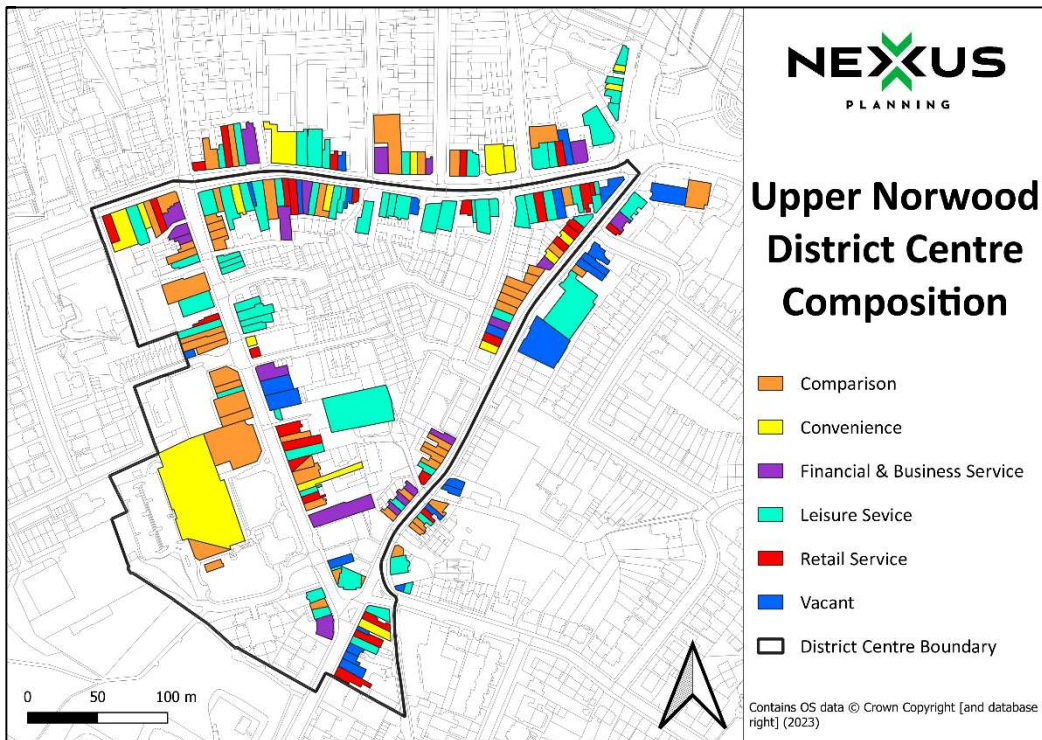 NEXUS
PLANNING
Upper Norwood
District Centre
Composition
Comparison
Convenience
Financial & Business Service
Leisure Sevice
Retail Service
Vacant
District Centre Boundary
0 50 100 m
Contains OS data © Crown Copyright [and database
right] (2023)